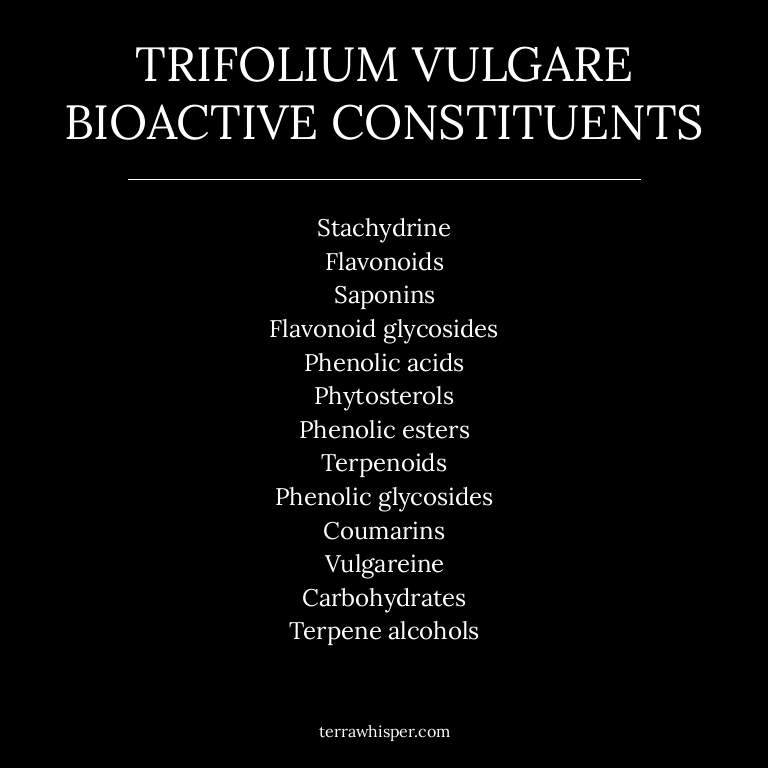 TRIFOLIUM VULGARE
BIOACTIVE CONSTITUENTS
Stachydrine
Flavonoids
Saponins
Flavonoid glycosides
Phenolic acids
Phytosterols
Phenolic esters
Terpenoids
Phenolic glycosides
Coumarins
Vulgareine
Carbohydrates
Terpene alcohols
terrawhisper.com